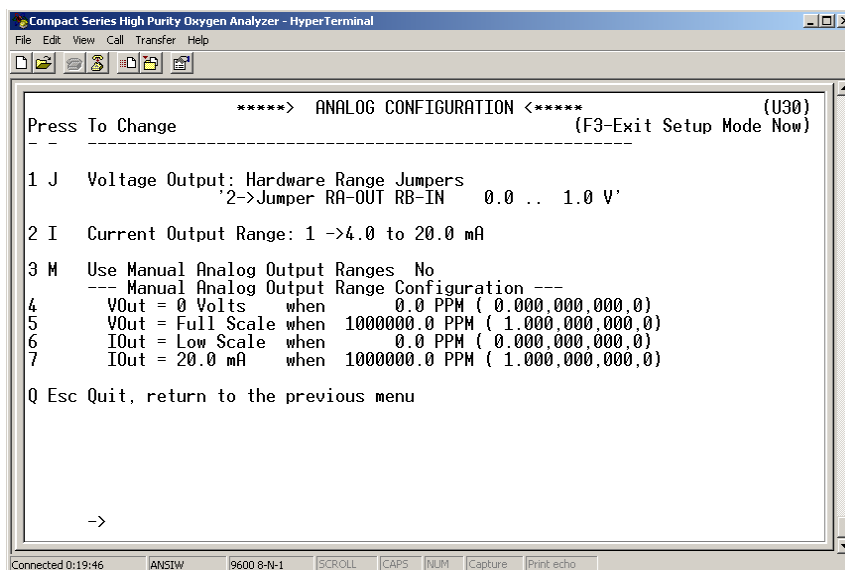 Compact Series High Purity Oxygen Analyzer - HyperTerminal
File Edit View Call Transfer Help
*****> ANALOG CONFIGURATION <***** (U30)
Press To Change (F3-Exit Setup Mode Now)
- - -------------------------------------------------------
1 J Voltage Output: Hardware Range Jumpers
'2->Jumper RA-OUT RB-IN 0.0 .. 1.0 V'
2 I Current Output Range: 1 ->4.0 to 20.0 mA
3 M Use Manual Analog Output Ranges No
--- Manual Analog Output Range Configuration ---
4 VOut = 0 Volts when 0.0 PPM ( 0.000,000,000,0)
5 VOut = Full Scale when 1000000.0 PPM ( 1.000,000,000,0)
6 IOut = Low Scale when 0.0 PPM ( 0.000,000,000,0)
7 IOut = 20.0 mA when 1000000.0 PPM ( 1.000,000,000,0)
Q Esc Quit, return to the previous menu
->
Connected 0:19:46 ANSIW 9600 8-N-1 SCROLL CAPS NUM Capture Print echo